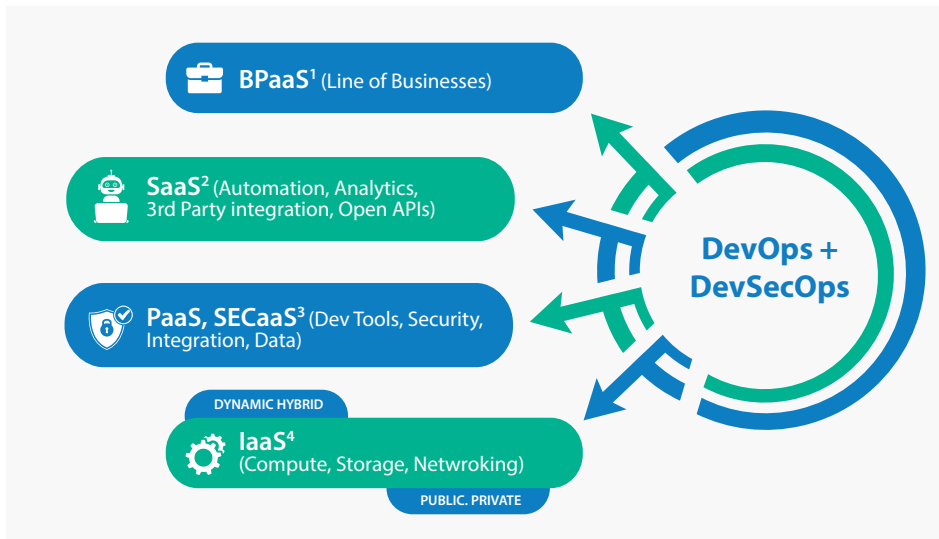 BPaaS¹ (Line of Businesses)
SaaS² (Automation, Analytics,
3rd Party integration, Open APIs)
DevOps +
DevSecOps
PaaS, SECaaS³ (Dev Tools, Security,
Integration, Data)
DYNAMIC HYBRID
IaaS⁴
(Compute, Storage, Netwroking)
PUBLIC. PRIVATE